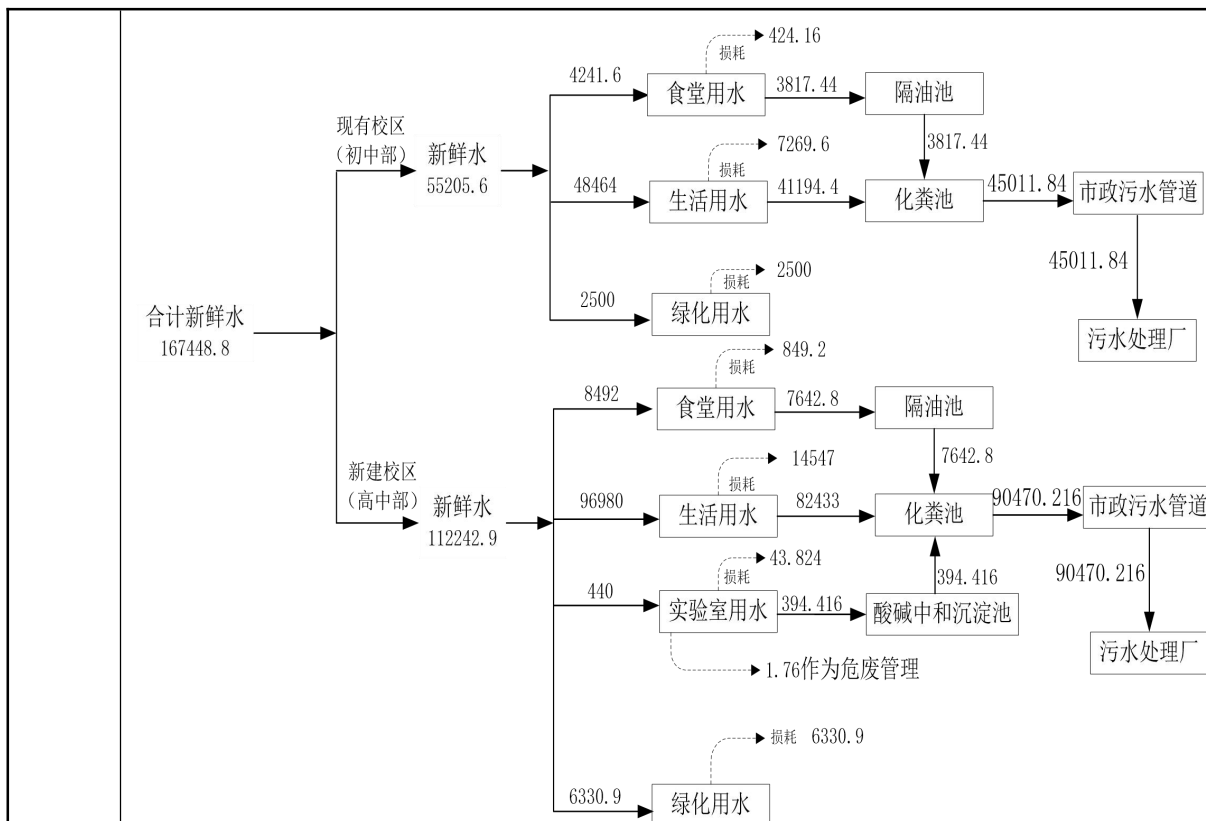 424.16
损耗
4241.6
食堂用水
3817.44
隔油池
3817.44
现有校区
（初中部）
新鲜水
55205.6
7269.6
损耗
48464
生活用水
41194.4
化粪池
45011.84
市政污水管道
45011.84
污水处理厂
2500
损耗
2500
绿化用水
合计新鲜水
167448.8
849.2
损耗
8492
食堂用水
7642.8
隔油池
7642.8
新建校区
（高中部）
新鲜水
112242.9
14547
损耗
96980
生活用水
82433
化粪池
90470.216
市政污水管道
90470.216
污水处理厂
43.824
损耗
440
实验室用水
394.416
酸碱中和沉淀池
394.416
1.76作为危废管理
损耗 6330.9
6330.9
绿化用水